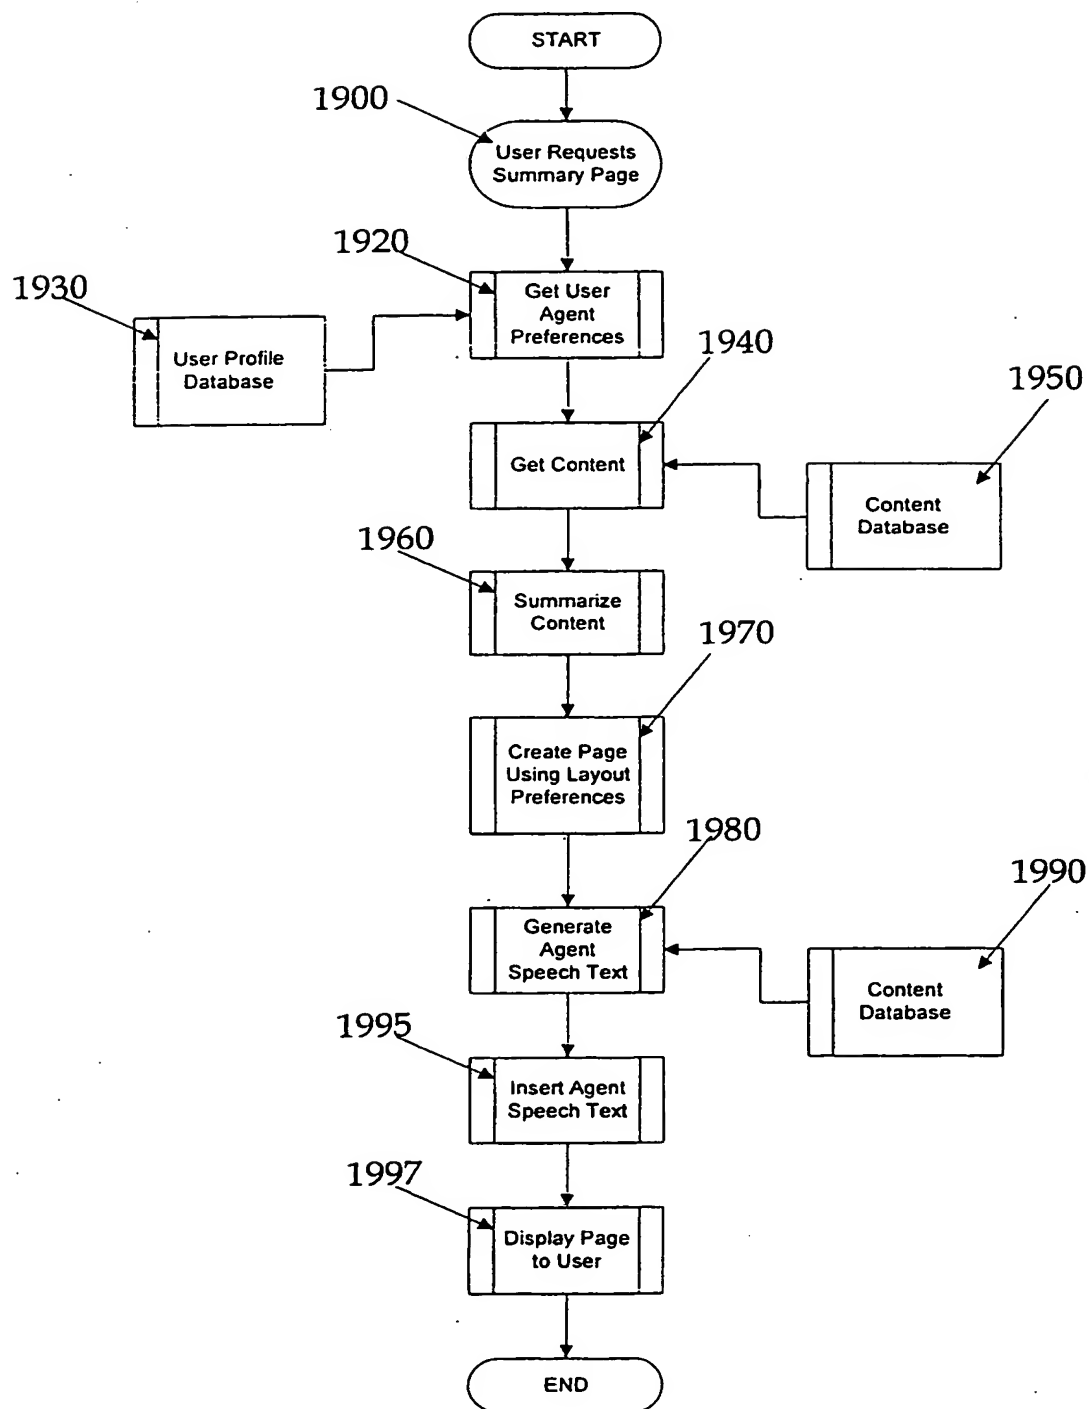 START
1900
User Requests
Summary Page
1920
Get User
Agent
Preferences
1930
User Profile
Database
1940
Get Content
1950
Content
Database
1960
Summarize
Content
1970
Create Page
Using Layout
Preferences
1980
Generate
Agent
Speech Text
1990
Content
Database
1995
Insert Agent
Speech Text
1997
Display Page
to User
END